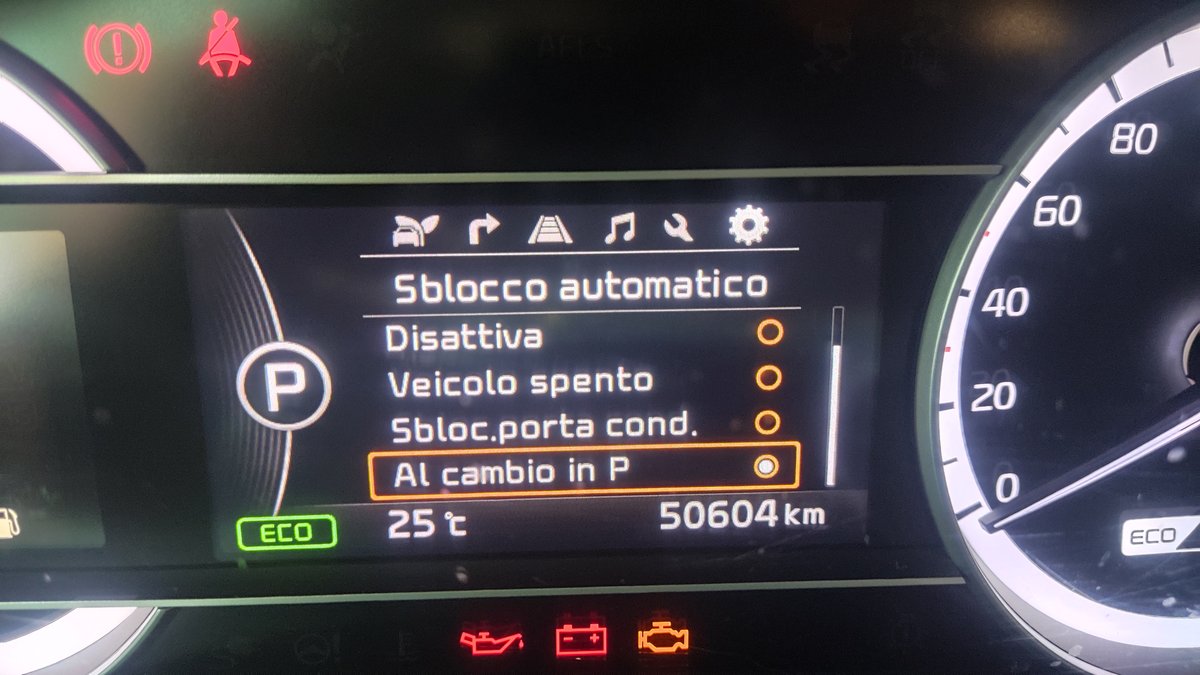 Sblocco automatico
Disattiva
Veicolo spento
Sbloc.porta cond.
Al cambio in P
P
ECO
25 ℃
50604 km
80
60
40
20
0
ECO